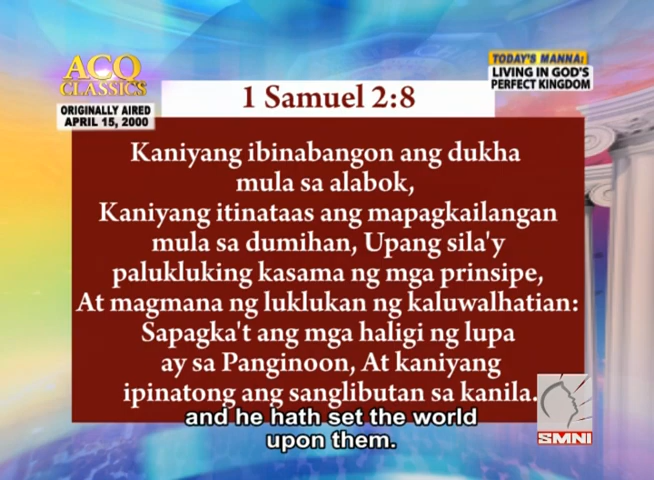 ACQ
CLASSICS
ORIGINALLY AIRED
APRIL 15, 2000
TODAY'S MANNA:
LIVING IN GOD'S
PERFECT KINGDOM
1 Samuel 2:8
Kaniyang ibinabangon ang dukha
mula sa alabok,
Kaniyang itinataas ang mapagkailangan
mula sa dumihan, Upang sila'y
palukluking kasama ng mga prinsipe,
At magmana ng luklukan ng kaluwalhatian:
Sapagka't ang mga haligi ng lupa
ay sa Panginoon, At kaniyang
ipinatong ang sanglibutan sa kanila.
and he hath set the world
upon them.
SMNI